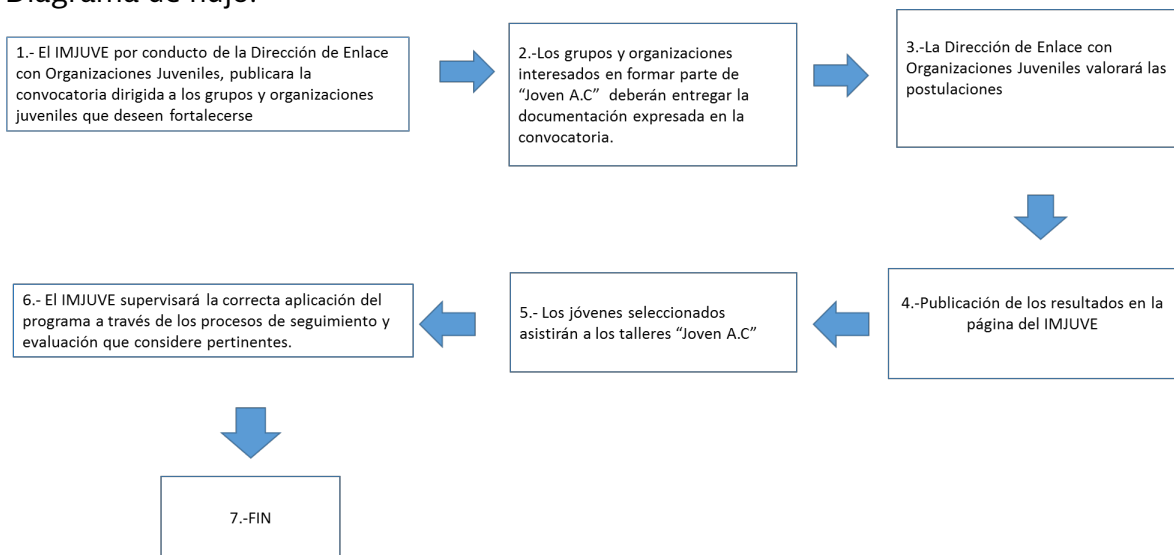 Diagrama de flujo.
1.- El IMJUVE por conducto de la Dirección de Enlace
con Organizaciones Juveniles, publicara la
convocatoria dirigida a los grupos y organizaciones
juveniles que deseen fortalecerse
2.-Los grupos y organizaciones
interesados en formar parte de
“Joven A.C” deberán entregar la
documentación expresada en la
convocatoria.
3.-La Dirección de Enlace con
Organizaciones Juveniles valorará las
postulaciones
4.-Publicación de los resultados en la
página del IMJUVE
5.- Los jóvenes seleccionados
asistirán a los talleres “Joven A.C”
6.- El IMJUVE supervisará la correcta aplicación del
programa a través de los procesos de seguimiento y
evaluación que considere pertinentes.
7.-FIN